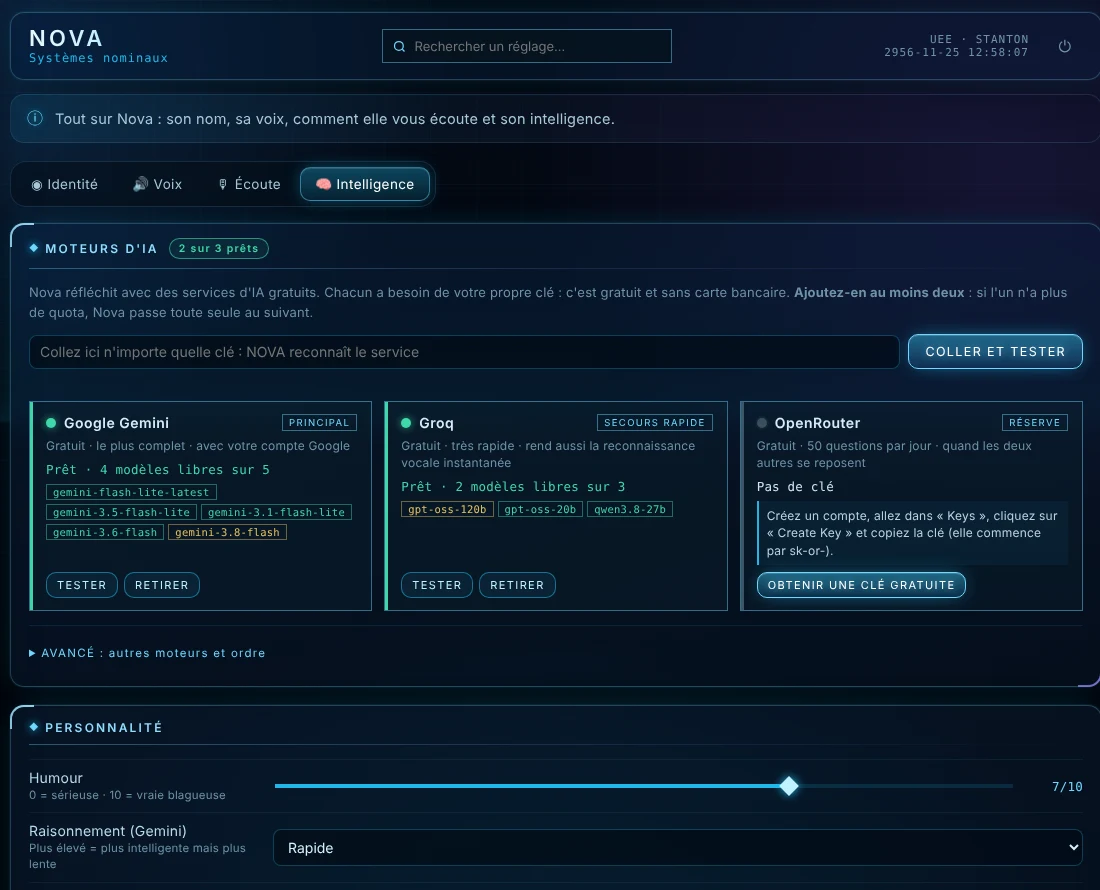 NOVA
Systèmes nominaux
Rechercher un réglage...
UEE · STANTON
2956-11-25 12:58:07
Tout sur Nova : son nom, sa voix, comment elle vous écoute et son intelligence.
Identité
Voix
Écoute
Intelligence
MOTEURS D'IA
2 sur 3 prêts
Nova réfléchit avec des services d'IA gratuits. Chacun a besoin de votre propre clé : c'est gratuit et sans carte bancaire. Ajoutez-en au moins deux : si l'un n'a plus
de quota, Nova passe toute seule au suivant.
Collez ici n'importe quelle clé : NOVA reconnaît le service
COLLER ET TESTER
Google Gemini
PRINCIPAL
Gratuit · le plus complet · avec votre compte Google
Prêt · 4 modèles libres sur 5
gemini-flash-lite-latest
gemini-3.5-flash-lite
gemini-3.1-flash-lite
gemini-3.6-flash
gemini-3.8-flash
TESTER
RETIRER
Groq
SECOURS RAPIDE
Gratuit · très rapide · rend aussi la reconnaissance
vocale instantanée
Prêt · 2 modèles libres sur 3
gpt-oss-120b
gpt-oss-20b
qwen3.8-27b
TESTER
RETIRER
OpenRouter
RÉSERVE
Gratuit · 50 questions par jour · quand les deux
autres se reposent
Pas de clé
Créez un compte, allez dans « Keys », cliquez sur
« Create Key » et copiez la clé (elle commence
par sk-or-).
OBTENIR UNE CLÉ GRATUITE
AVANCÉ : autres moteurs et ordre
PERSONNALITÉ
Humour
0 = sérieuse · 10 = vraie blagueuse
7/10
Raisonnement (Gemini)
Plus élevé = plus intelligente mais plus
lente
Rapide